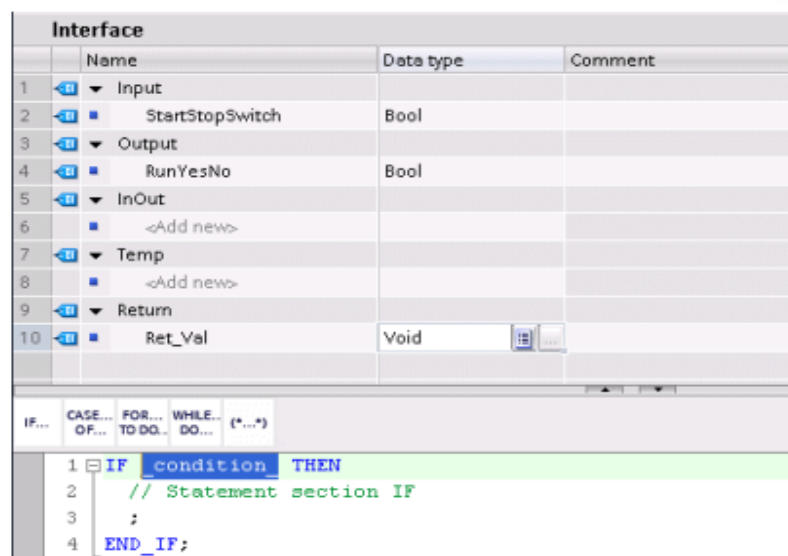 Interface
Name Data type Comment
1 Input
2 StartStopSwitch Bool
3 Output
4 RunYesNo Bool
5 InOut
6 <Add new>
7 Temp
8 <Add new>
9 Return
10 Ret_Val Void ...
IF... CASE... OF... FOR... TO DO... WHILE... DO... (*...*)
1 IF _condition_ THEN
2 // Statement section IF
3 ;
4 END_IF;